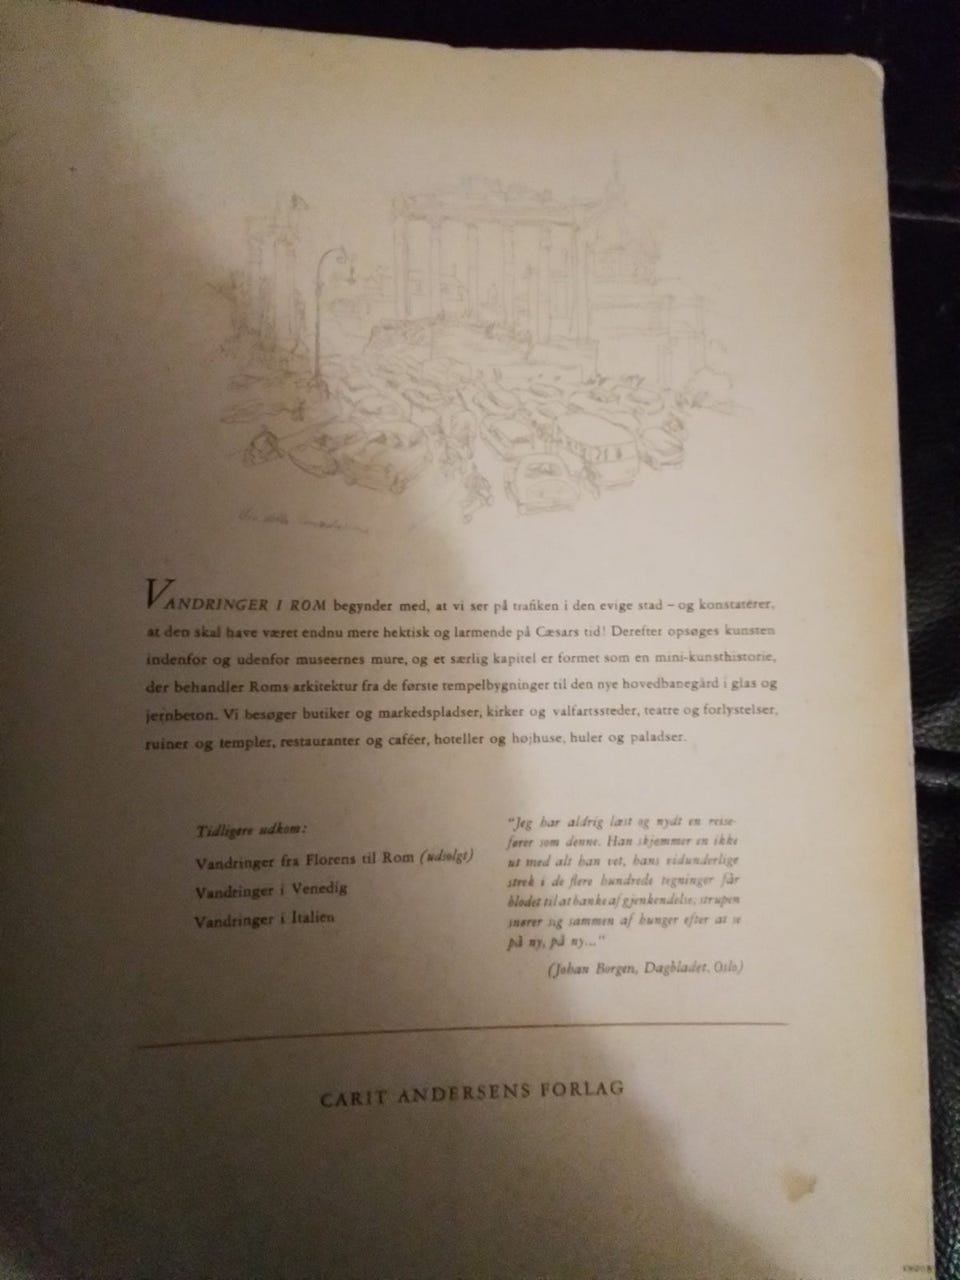 VANDRINGER I ROM begynder med, at vi ser på trafiken i den evige stad – og konstaterer,
at den skal have været endnu mere hektisk og larmende på Cæsars tid! Derefter opsøges kunsten
indenfor og udenfor museernes mure, og et særlig kapitel er formet som en mini-kunsthistorie,
der behandler Roms arkitektur fra de første tempelbygninger til den nye hovedbanegård i glas og
jernbeton. Vi besøger butiker og markedspladser, kirker og valfartssteder, teatre og forlystelser,
ruiner og templer, restauranter og caféer, hoteller og højhuse, huler og paladser.
Tidligere udkom:
Vandringer fra Florens til Rom (udsolgt)
Vandringer i Venedig
Vandringer i Italien
"Jeg har aldrig læst og nydt en reise-
fører som denne. Han skjemmer en ikke
ut med alt han vet, hans vidunderlige
strek i de flere hundrede tegninger får
blodet til at banke af gjenkendelse, strupen
snører sig sammen af hunger efter at se
på ny, på ny..."
(Johan Borgen, Dagbladet, Oslo)
CARIT ANDERSENS FORLAG